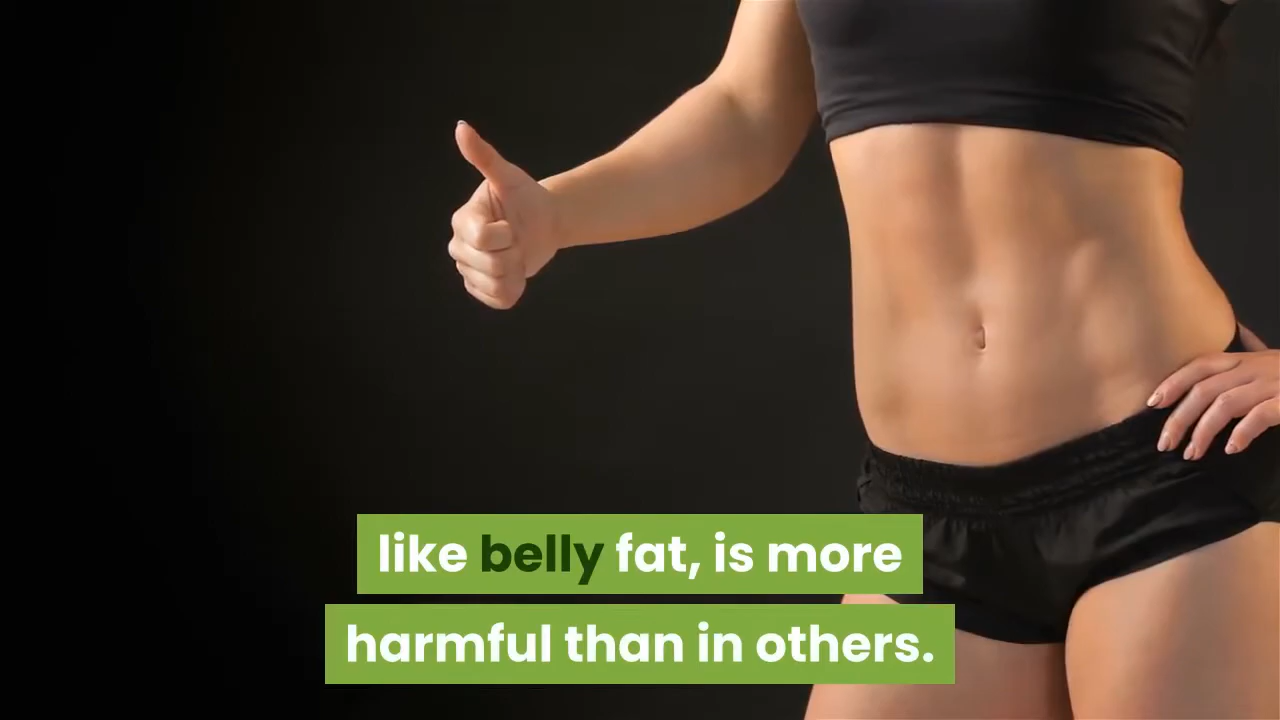 like belly fat, is more
harmful than in others.